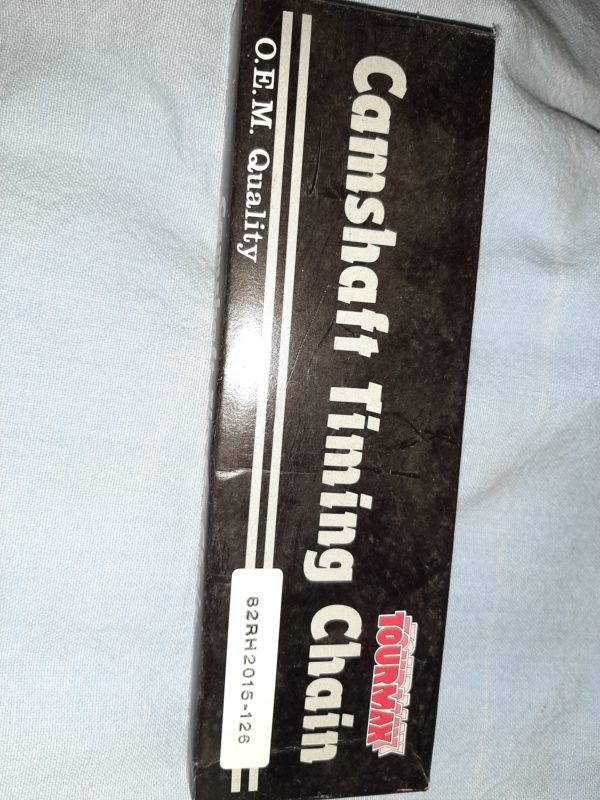 TOURMAX
Camshaft Timing Chain
O.E.M. Quality
82RH2015-126